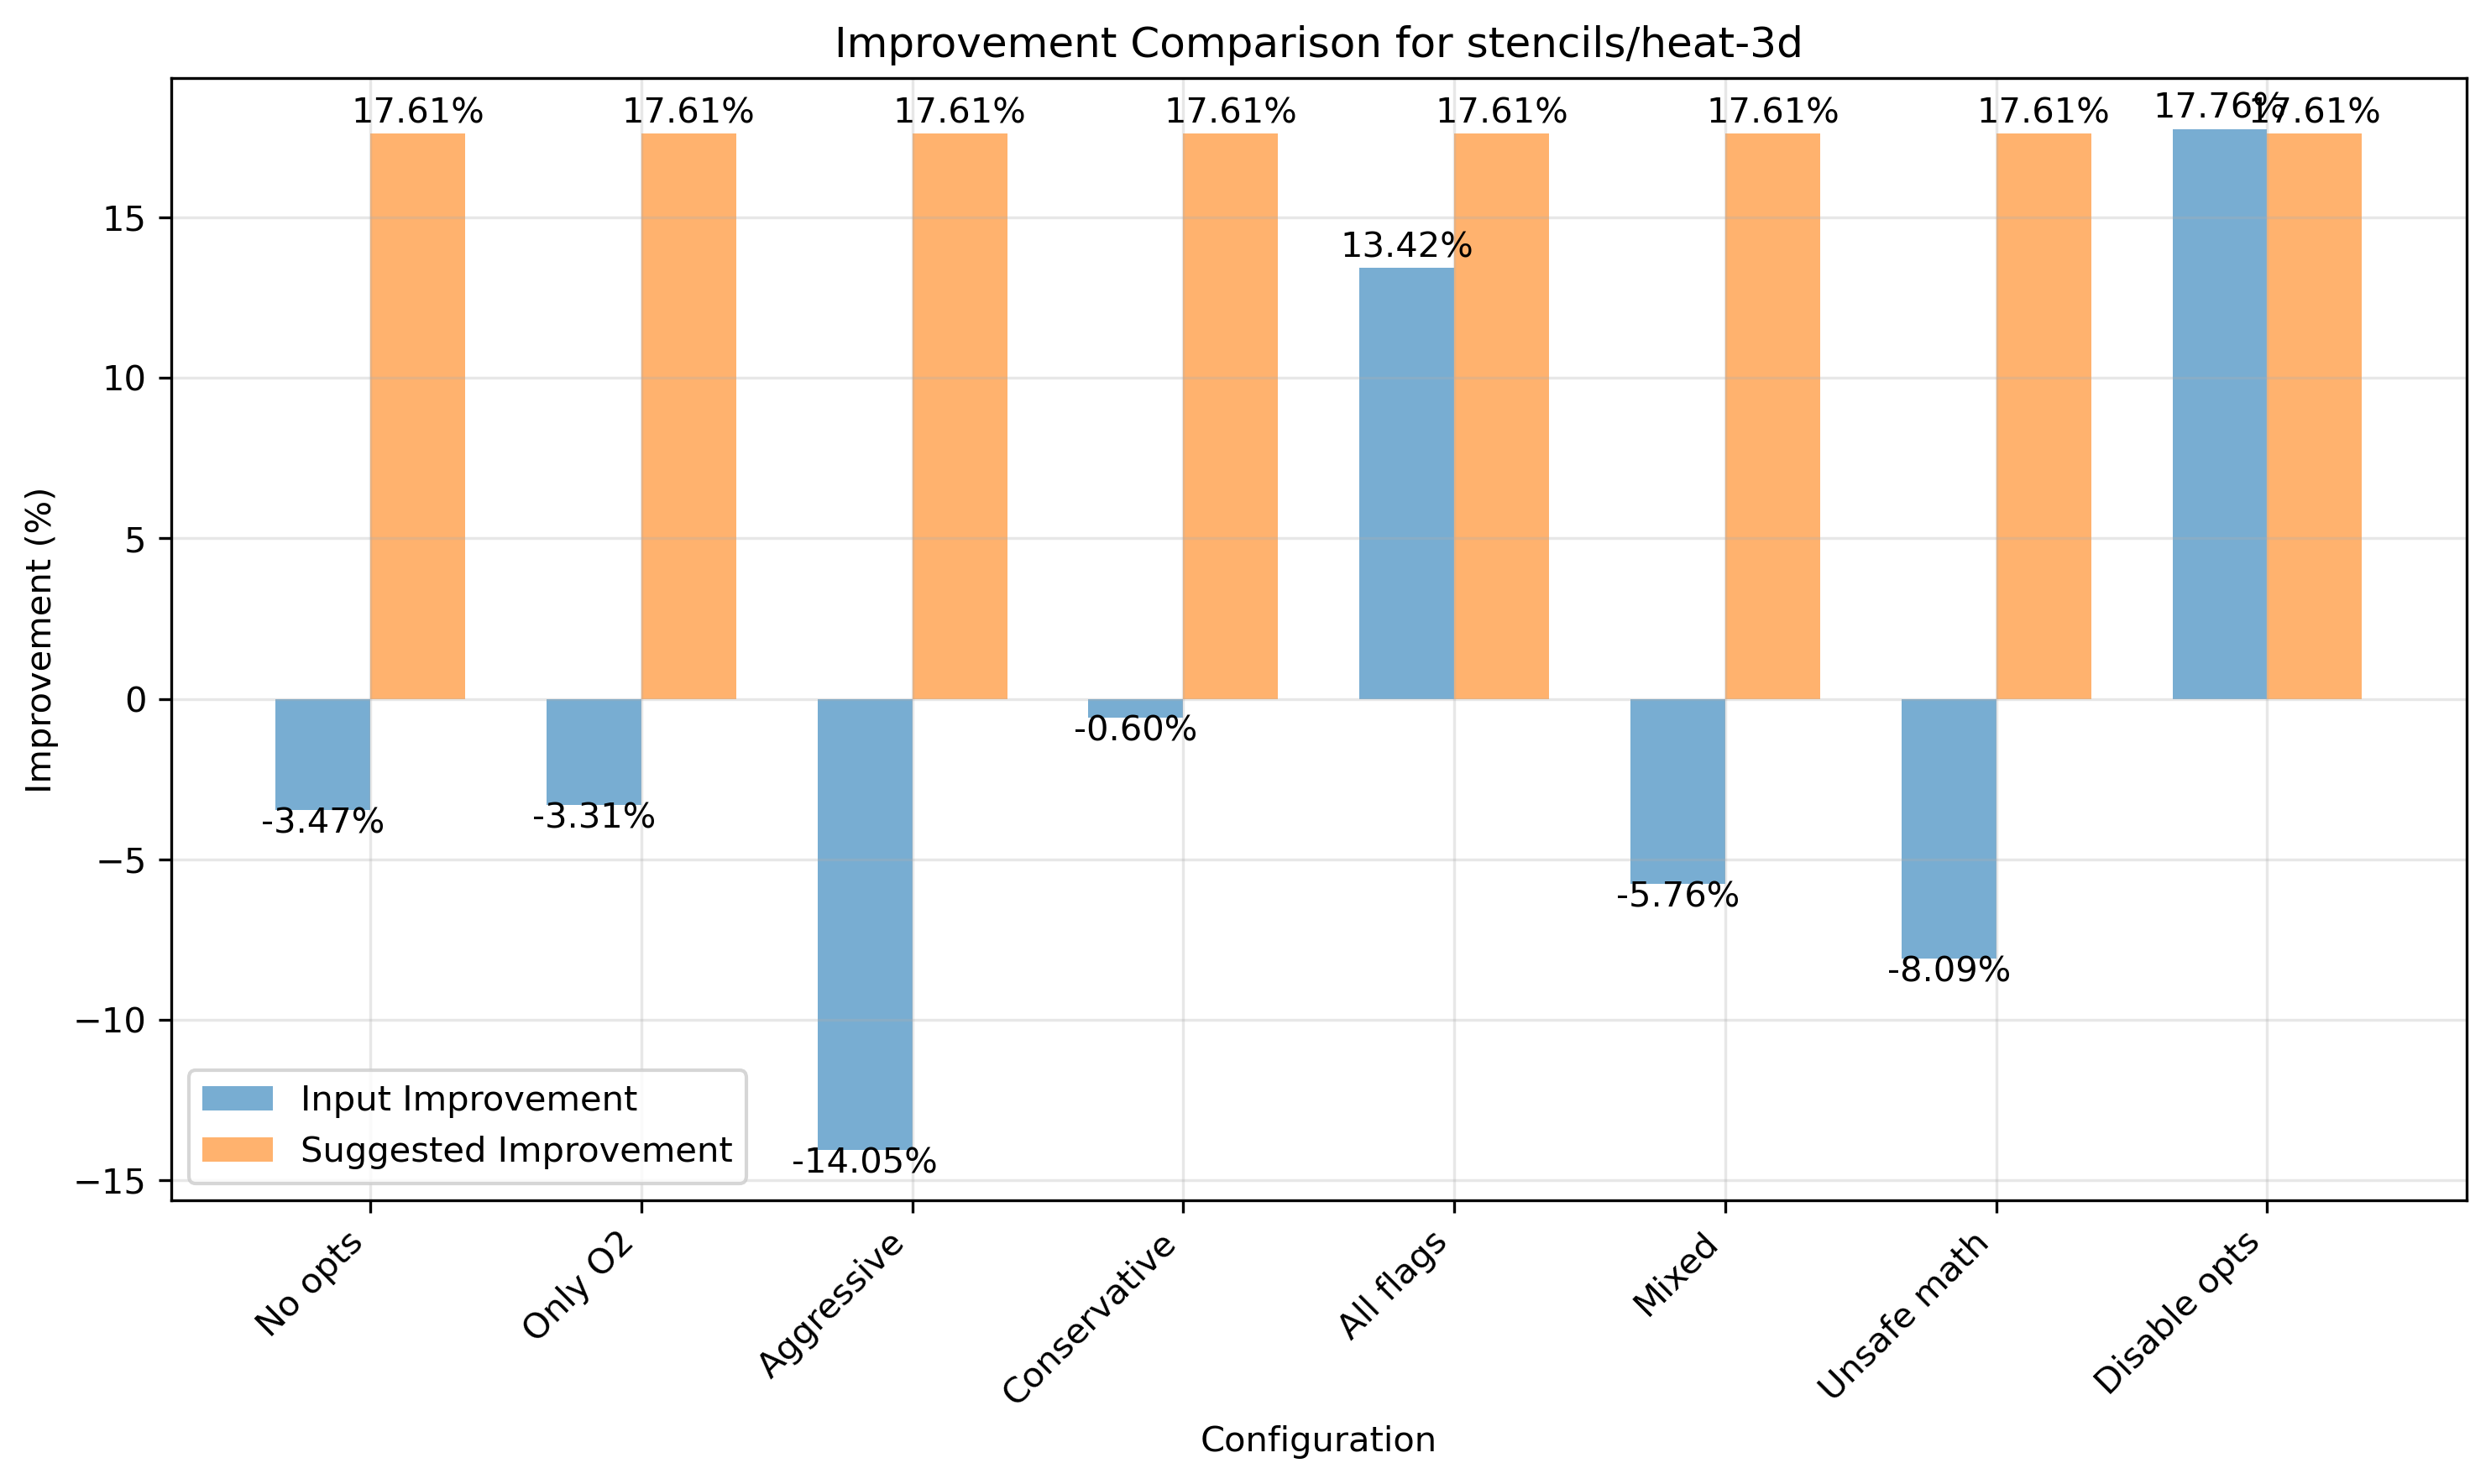 Improvement Comparison for stencils/heat-3d
17.61%
17.61%
17.61%
17.61%
17.61%
17.61%
17.61%
17.76%
17.61%
13.42%
-3.47%
-3.31%
-14.05%
-0.60%
-5.76%
-8.09%
Improvement (%)
15
10
5
0
−5
−10
−15
Input Improvement
Suggested Improvement
No opts
Only O2
Aggressive
Conservative
All flags
Mixed
Unsafe math
Disable opts
Configuration